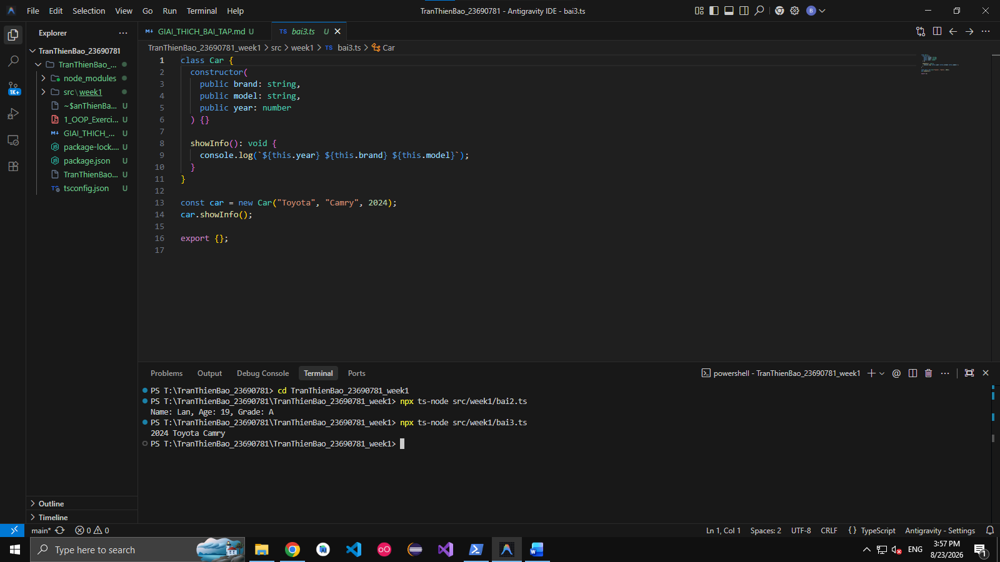 File Edit Selection View Go Run Terminal Help
TranThienBao_23690781 - Antigravity IDE - bai3.ts
B
Explorer
TranThienBao_23690781
TranThienBao_...
node_modules
src\week1
~$anThienBa... U
1_OOP_Exerci... U
GIAI_THICH_... U
package-lock.... U
package.json U
TranThienBao... U
tsconfig.json U
1K+
Outline
Timeline
GIAI_THICH_BAI_TAP.md U
TS bai3.ts U
TranThienBao_23690781_week1 > src > week1 > TS bai3.ts > Car
1 class Car {
2 constructor(
3 public brand: string,
4 public model: string,
5 public year: number
6 ) {}
7
8 showInfo(): void {
9 console.log(`${this.year} ${this.brand} ${this.model}`);
10 }
11 }
12
13 const car = new Car("Toyota", "Camry", 2024);
14 car.showInfo();
15
16 export {};
17
Problems Output Debug Console Terminal Ports
powershell - TranThienBao_23690781_week1
PS T:\TranThienBao_23690781> cd TranThienBao_23690781_week1
PS T:\TranThienBao_23690781\TranThienBao_23690781_week1> npx ts-node src/week1/bai2.ts
Name: Lan, Age: 19, Grade: A
PS T:\TranThienBao_23690781\TranThienBao_23690781_week1> npx ts-node src/week1/bai3.ts
2024 Toyota Camry
PS T:\TranThienBao_23690781\TranThienBao_23690781_week1>
main* 0 0
Ln 1, Col 1 Spaces: 2 UTF-8 CRLF {} TypeScript Antigravity - Settings
Type here to search
ENG
3:57 PM
8/23/2026
1